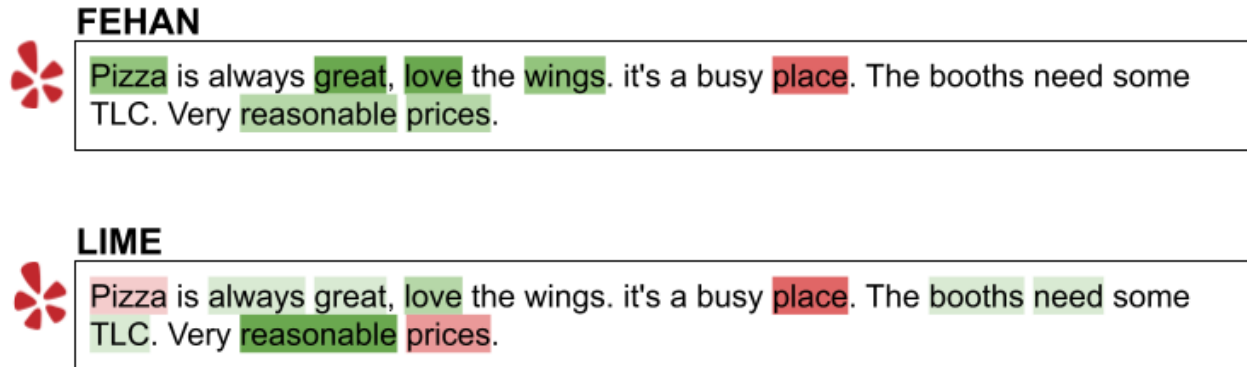 FEHAN
Pizza is always great, love the wings. it's a busy place. The booths need some
TLC. Very reasonable prices.
LIME
Pizza is always great, love the wings. it's a busy place. The booths need some
TLC. Very reasonable prices.